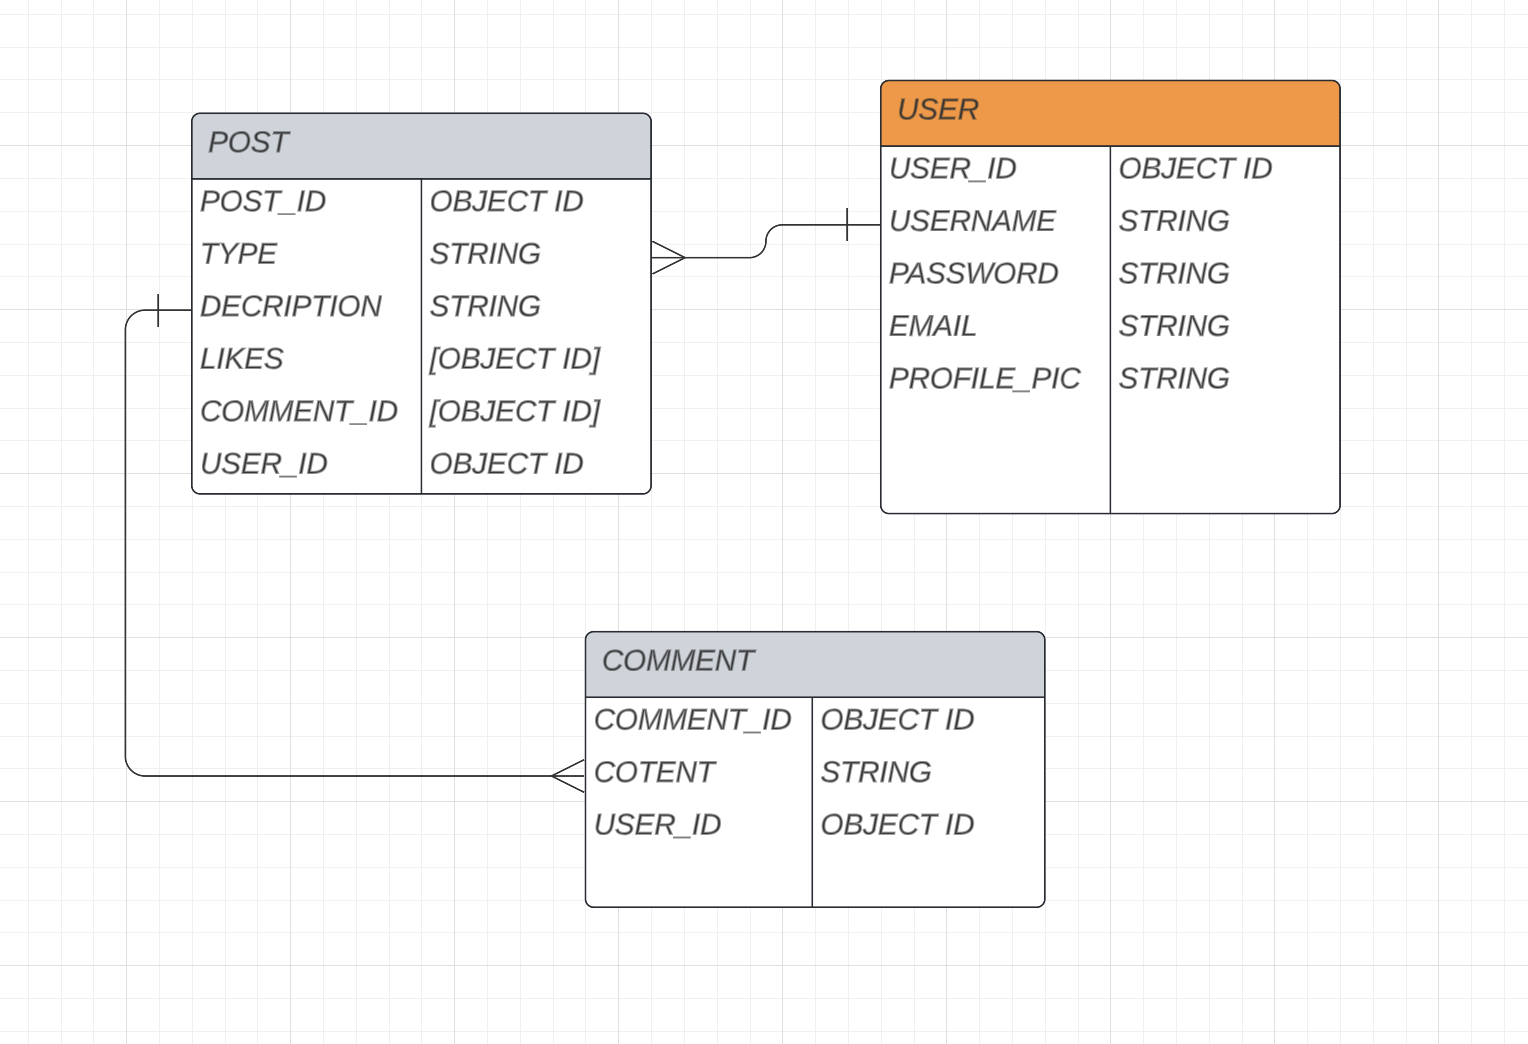 POST
POST_ID OBJECT ID
TYPE STRING
DECRIPTION STRING
LIKES [OBJECT ID]
COMMENT_ID [OBJECT ID]
USER_ID OBJECT ID
USER
USER_ID OBJECT ID
USERNAME STRING
PASSWORD STRING
EMAIL STRING
PROFILE_PIC STRING
COMMENT
COMMENT_ID OBJECT ID
COTENT STRING
USER_ID OBJECT ID